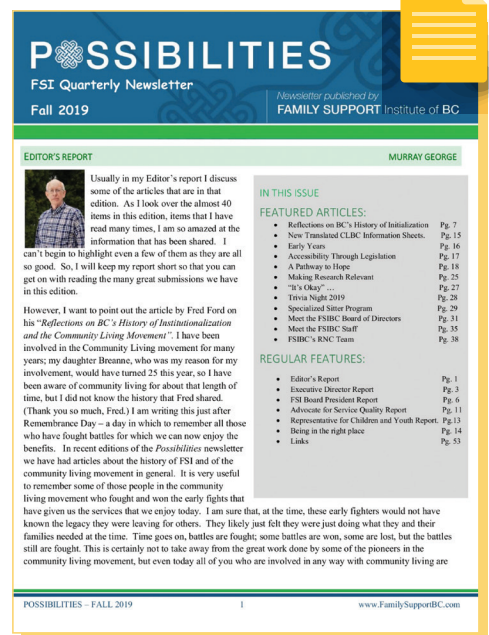 POSSIBILITIES
FSI Quarterly Newsletter
Fall 2019
Newsletter published by
FAMILY SUPPORT Institute of BC
EDITOR'S REPORT MURRAY GEORGE
Usually in my Editor's report I discuss
some of the articles that are in that
edition. As I look over the almost 40
items in this edition, items that I have
read many times, I am so amazed at the
information that has been shared. I
can't begin to highlight even a few of them as they are all
so good. So, I will keep my report short so that you can
get on with reading the many great submissions we have
in this edition.
However, I want to point out the article by Fred Ford on
his "Reflections on BC's History of Institutionalization
and the Community Living Movement". I have been
involved in the Community Living movement for many
years; my daughter Breanne, who was my reason for my
involvement, would have turned 25 this year, so I have
been aware of community living for about that length of
time, but I did not know the history that Fred shared.
(Thank you so much, Fred.) I am writing this just after
Remembrance Day – a day in which to remember all those
who have fought battles for which we can now enjoy the
benefits. In recent editions of the Possibilities newsletter
we have had articles about the history of FSI and of the
community living movement in general. It is very useful
to remember some of those people in the community
living movement who fought and won the early fights that
have given us the services that we enjoy today. I am sure that, at the time, these early fighters would not have
known the legacy they were leaving for others. They likely just felt they were just doing what they and their
families needed at the time. Time goes on, battles are fought; some battles are won, some are lost, but the battles
still are fought. This is certainly not to take away from the great work done by some of the pioneers in the
community living movement, but even today all of you who are involved in any way with community living are
IN THIS ISSUE
FEATURED ARTICLES:
• Reflections on BC's History of Initialization Pg. 7
• New Translated CLBC Information Sheets. Pg. 15
• Early Years Pg. 16
• Accessibility Through Legislation Pg. 17
• A Pathway to Hope Pg. 18
• Making Research Relevant Pg. 25
• "It's Okay" … Pg. 27
• Trivia Night 2019 Pg. 28
• Specialized Sitter Program Pg. 29
• Meet the FSIBC Board of Directors Pg. 31
• Meet the FSIBC Staff Pg. 35
• FSIBC's RNC Team Pg. 38
REGULAR FEATURES:
• Editor's Report Pg. 1
• Executive Director Report Pg. 3
• FSI Board President Report Pg. 6
• Advocate for Service Quality Report Pg. 11
• Representative for Children and Youth Report. Pg.13
• Being in the right place Pg. 14
• Links Pg. 53
POSSIBILITIES – FALL 2019 1 www.FamilySupportBC.com